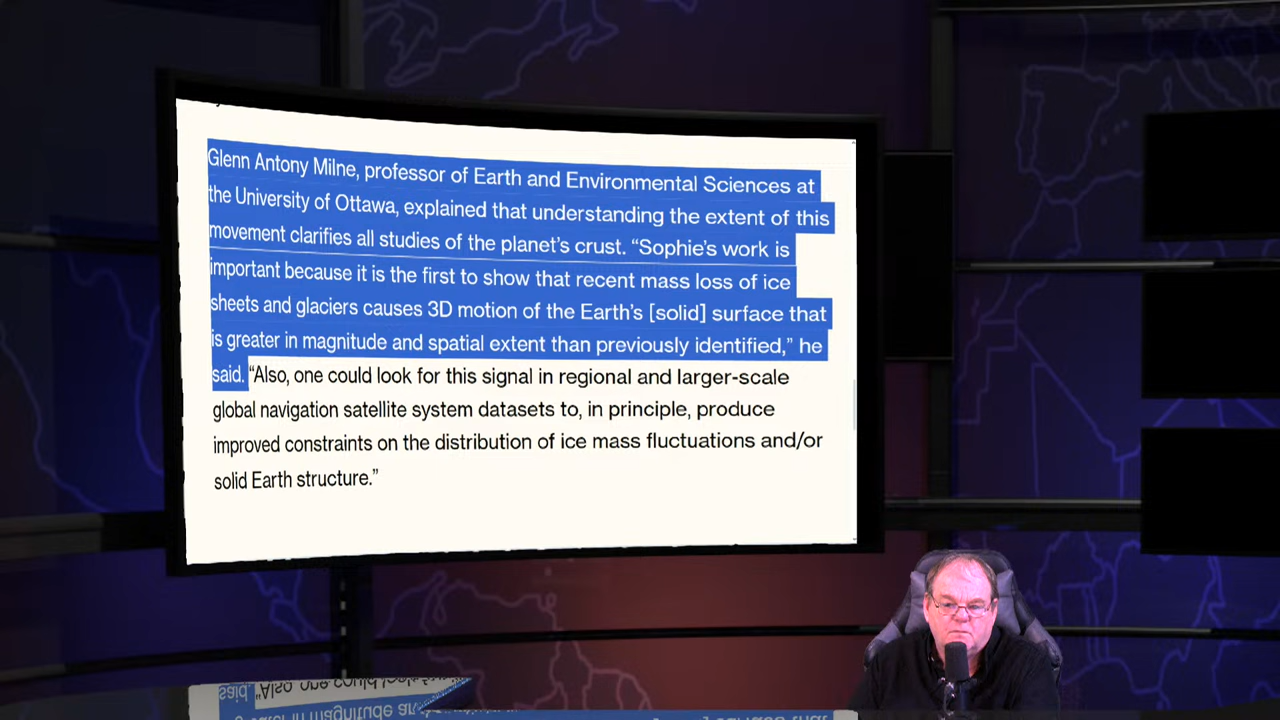 Glenn Antony Milne, professor of Earth and Environmental Sciences at
the University of Ottawa, explained that understanding the extent of this
movement clarifies all studies of the planet’s crust. “Sophie’s work is
important because it is the first to show that recent mass loss of ice
sheets and glaciers causes 3D motion of the Earth’s [solid] surface that
is greater in magnitude and spatial extent than previously identified,” he
said. “Also, one could look for this signal in regional and larger-scale
global navigation satellite system datasets to, in principle, produce
improved constraints on the distribution of ice mass fluctuations and/or
solid Earth structure.”